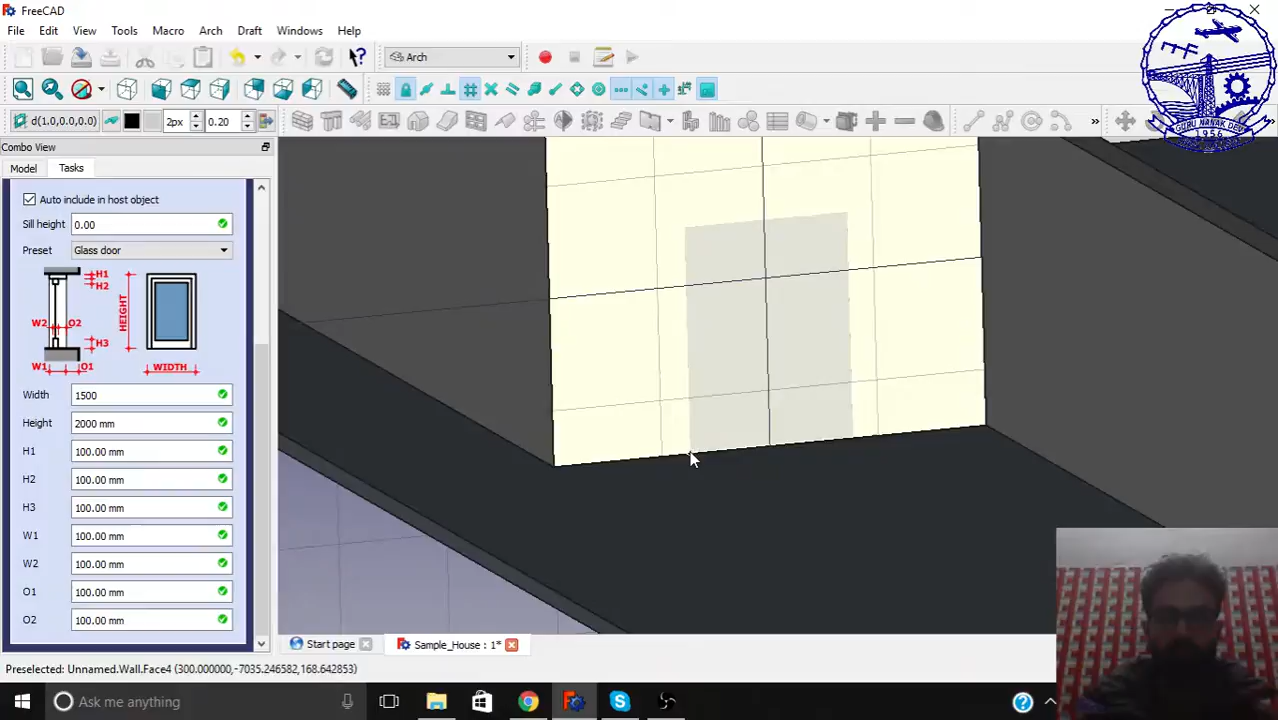 FreeCAD
File Edit View Tools Macro Arch Draft Windows Help
Arch
d(1.0,0.0,0.0) 2px 0.20 » »
Combo View
Model Tasks
Auto include in host object
Sill height 0.00
Preset Glass door
H1
H2
HEIGHT
W2 O2
H3
W1 O1 WIDTH
Width 1500
Height 2000 mm
H1 100.00 mm
H2 100.00 mm
H3 100.00 mm
W1 100.00 mm
W2 100.00 mm
O1 100.00 mm
O2 100.00 mm
Start page Sample_House : 1*
Preselected: Unnamed.Wall.Face4 (300.000000,-7035.246582,168.642853)
Ask me anything
GURU NANAK DEV
1956